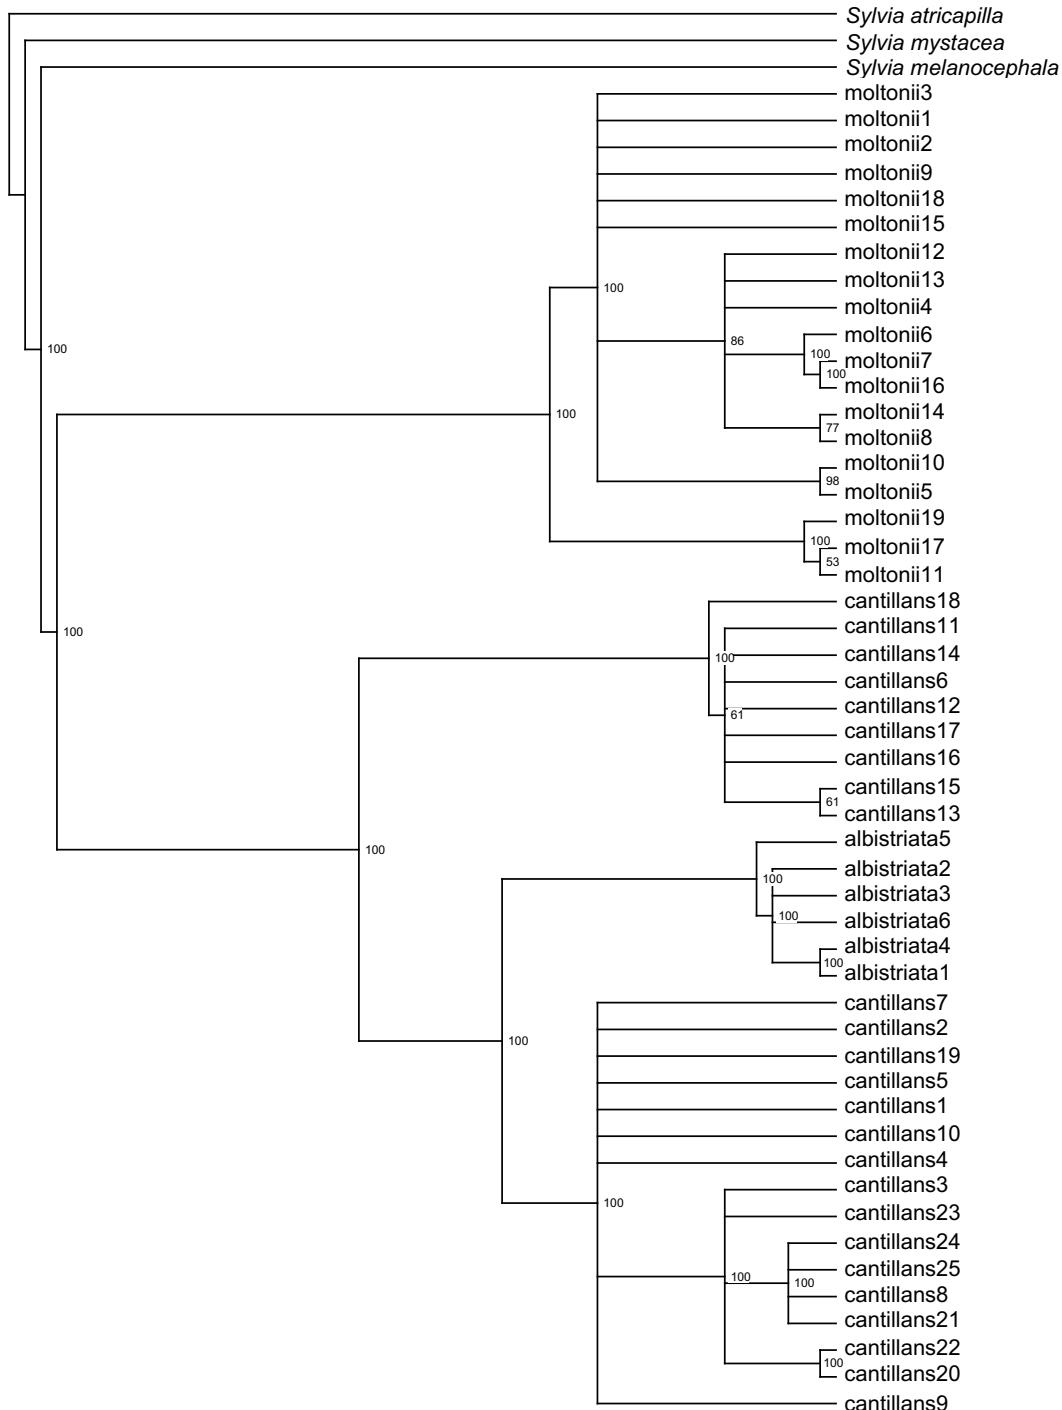 Sylvia atricapilla
Sylvia mystacea
Sylvia melanocephala
moltonii3
moltonii1
moltonii2
moltonii9
moltonii18
moltonii15
moltonii12
moltonii13
100
moltonii4
86
moltonii6
100
100
moltonii7
100
moltonii16
100
moltonii14
77
moltonii8
moltonii10
98
moltonii5
moltonii19
100
moltonii17
53
moltonii11
cantillans18
cantillans11
100
cantillans14
100
cantillans6
cantillans12
61
cantillans17
cantillans16
cantillans15
61
cantillans13
albistriata5
100
albistriata2
100
albistriata3
100
albistriata6
albistriata4
100
albistriata1
cantillans7
cantillans2
100
cantillans19
cantillans5
cantillans1
cantillans10
cantillans4
cantillans3
100
cantillans23
cantillans24
cantillans25
100
100
cantillans8
cantillans21
cantillans22
100
cantillans20
cantillans9